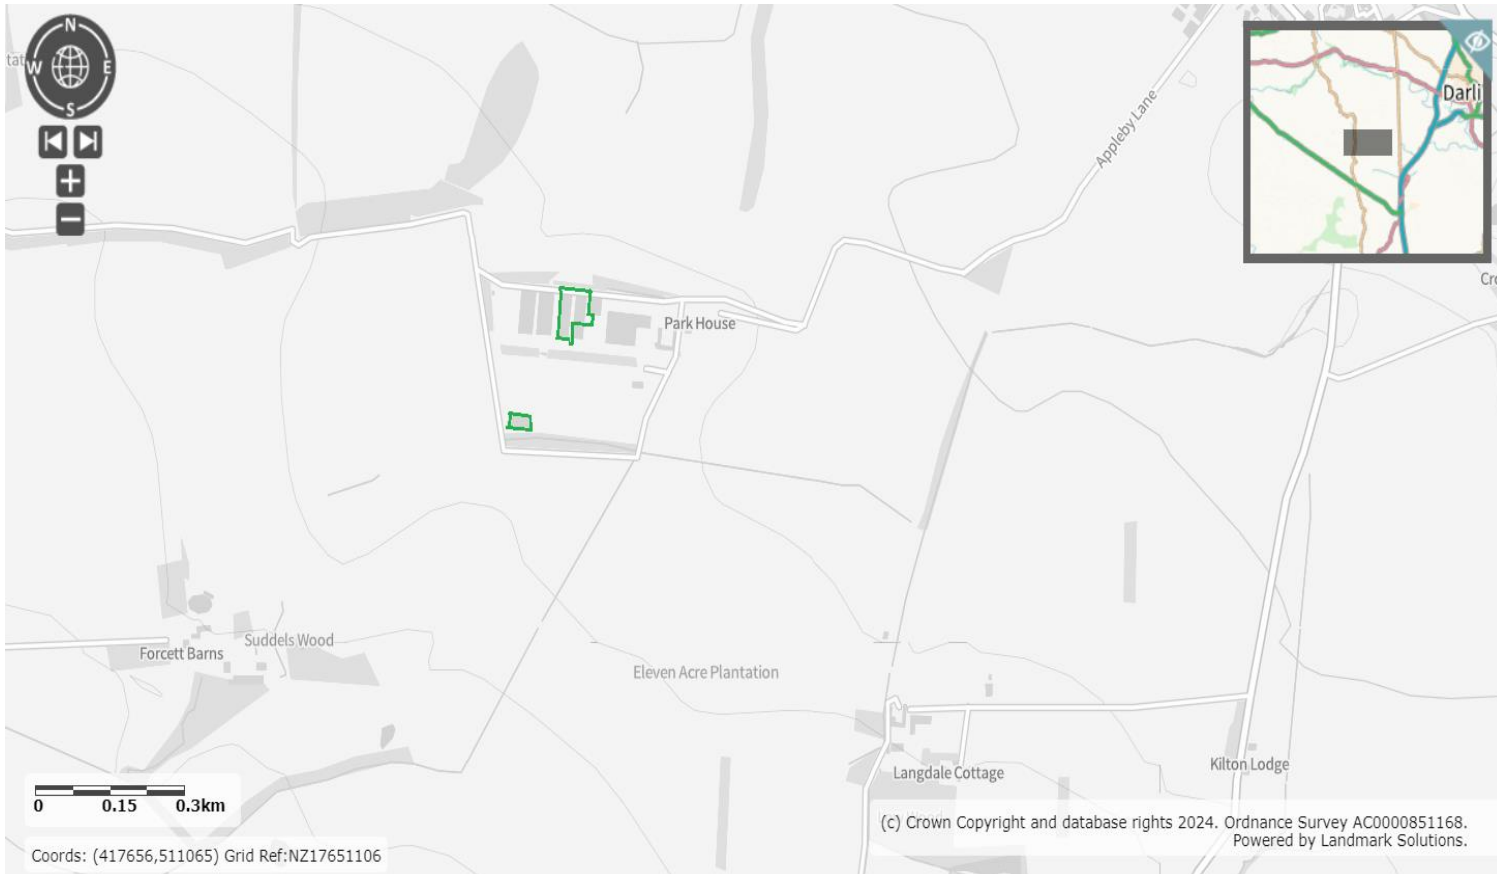 N
W
E
S
tat
Appleby Lane
Darli
Cro
Park House
Suddels Wood
Forcett Barns
Eleven Acre Plantation
Langdale Cottage
Kilton Lodge
0 0.15 0.3km
(c) Crown Copyright and database rights 2024. Ordnance Survey AC0000851168.
Powered by Landmark Solutions.
Coords: (417656,511065) Grid Ref:NZ17651106